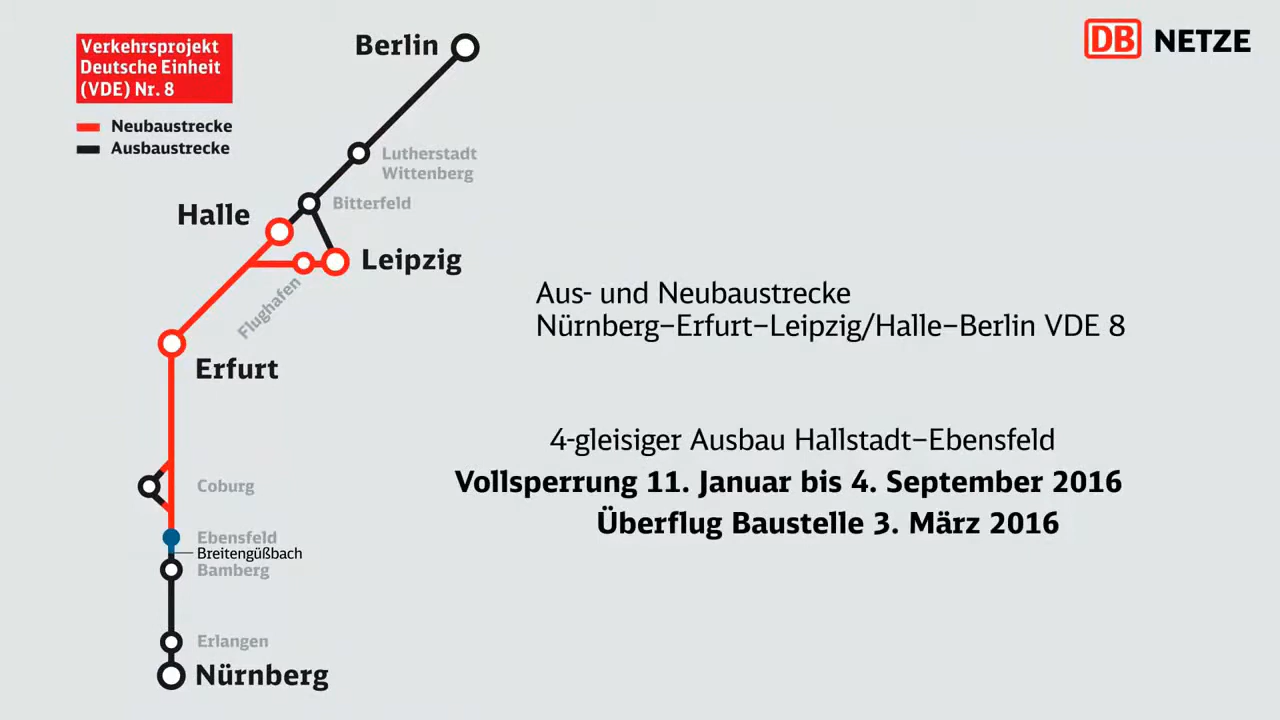 Verkehrsprojekt
Deutsche Einheit
(VDE) Nr. 8
Neubaustrecke
Ausbaustrecke
Berlin
DB NETZE
Lutherstadt
Wittenberg
Bitterfeld
Halle
Leipzig
Flughafen
Erfurt
Aus- und Neubaustrecke
Nürnberg–Erfurt–Leipzig/Halle–Berlin VDE 8
4-gleisiger Ausbau Hallstadt–Ebensfeld
Vollsperrung 11. Januar bis 4. September 2016
Überflug Baustelle 3. März 2016
Coburg
Ebensfeld
Breitengüßbach
Bamberg
Erlangen
Nürnberg